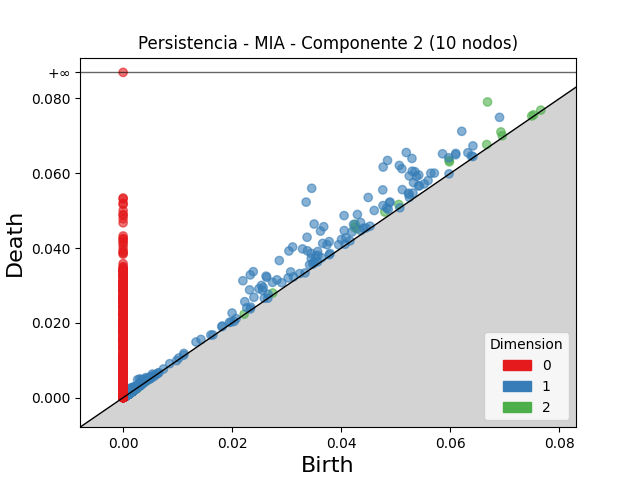 Persistencia - MIA - Componente 2 (10 nodos)
+∞
0.080
0.060
0.040
0.020
0.000
Death
Dimension
0
1
2
0.00 0.02 0.04 0.06 0.08
Birth